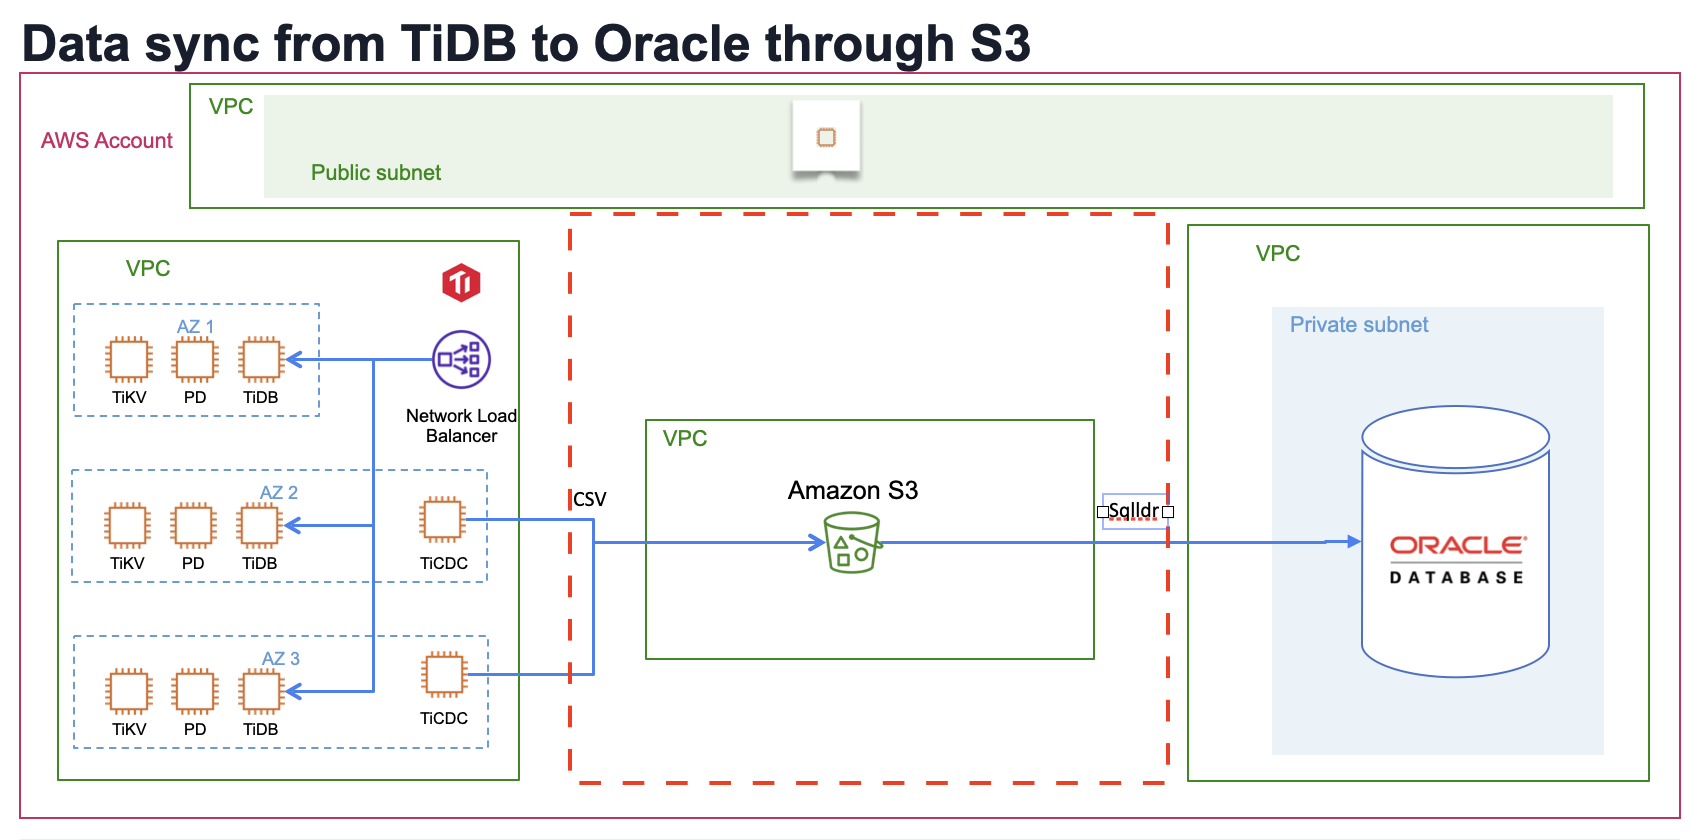 Data sync from TiDB to Oracle through S3
AWS Account
VPC
Public subnet
VPC
AZ 1
TiKV
PD
TiDB
Network Load
Balancer
AZ 2
TiKV
PD
TiDB
TiCDC
AZ 3
TiKV
PD
TiDB
TiCDC
CSV
VPC
Amazon S3
Sqlldr
VPC
Private subnet
ORACLE®
DATABASE